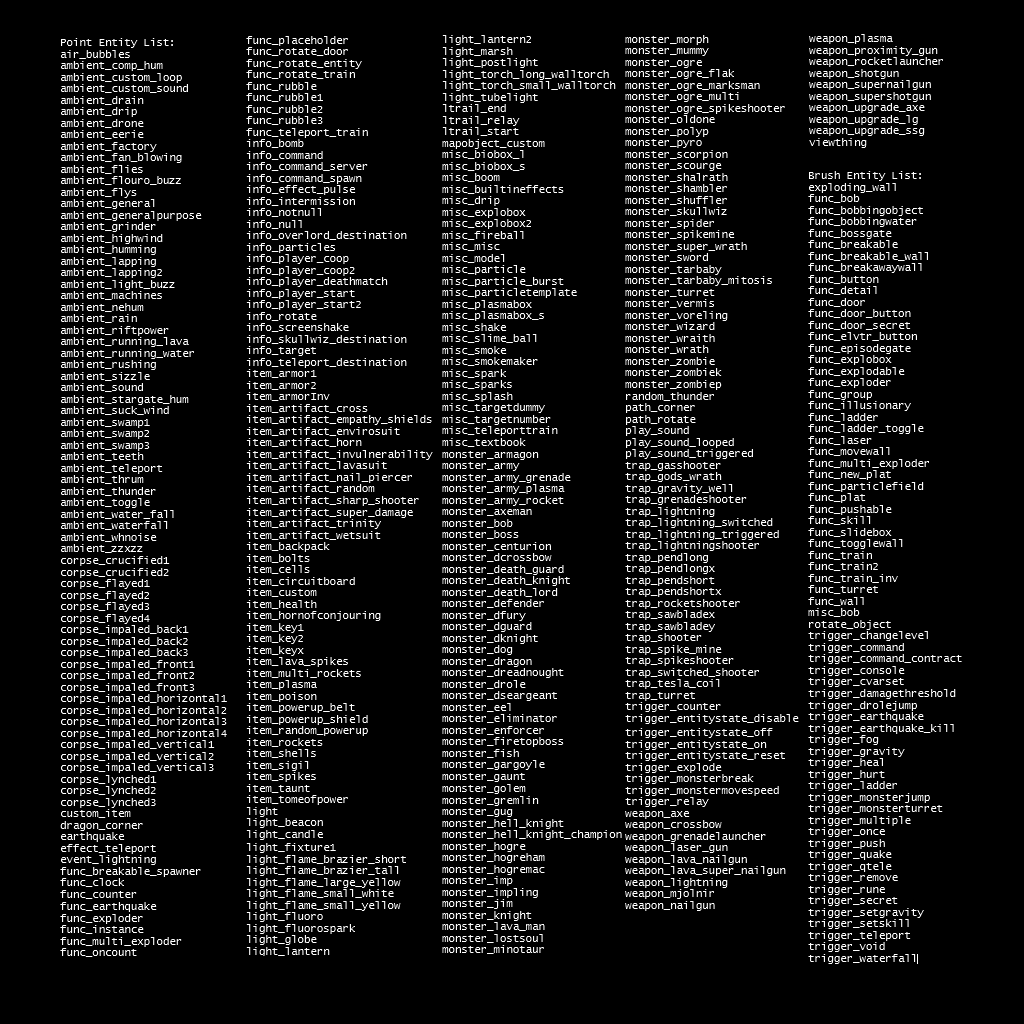 Point Entity List:
air_bubbles
ambient_comp_hum
ambient_custom_loop
ambient_custom_sound
ambient_drain
ambient_drip
ambient_drone
ambient_eerie
ambient_factory
ambient_fan_blowing
ambient_flies
ambient_flouro_buzz
ambient_flys
ambient_general
ambient_generalpurpose
ambient_grinder
ambient_highwind
ambient_humming
ambient_lapping
ambient_lapping2
ambient_light_buzz
ambient_machines
ambient_nehum
ambient_rain
ambient_riftpower
ambient_running_lava
ambient_running_water
ambient_rushing
ambient_sizzle
ambient_sound
ambient_stargate_hum
ambient_suck_wind
ambient_swamp1
ambient_swamp2
ambient_swamp3
ambient_teeth
ambient_teleport
ambient_thrum
ambient_thunder
ambient_toggle
ambient_water_fall
ambient_waterfall
ambient_whnoise
ambient_zzxzz
corpse_crucified1
corpse_crucified2
corpse_flayed1
corpse_flayed2
corpse_flayed3
corpse_flayed4
corpse_impaled_back1
corpse_impaled_back2
corpse_impaled_back3
corpse_impaled_front1
corpse_impaled_front2
corpse_impaled_front3
corpse_impaled_horizontal1
corpse_impaled_horizontal2
corpse_impaled_horizontal3
corpse_impaled_horizontal4
corpse_impaled_vertical1
corpse_impaled_vertical2
corpse_impaled_vertical3
corpse_lynched1
corpse_lynched2
corpse_lynched3
custom_item
dragon_corner
earthquake
effect_teleport
event_lightning
func_breakable_spawner
func_clock
func_counter
func_earthquake
func_exploder
func_instance
func_multi_exploder
func_oncount
func_placeholder
func_rotate_door
func_rotate_entity
func_rotate_train
func_rubble
func_rubble1
func_rubble2
func_rubble3
func_teleport_train
info_bomb
info_command
info_command_server
info_command_spawn
info_effect_pulse
info_intermission
info_notnull
info_null
info_overlord_destination
info_particles
info_player_coop
info_player_coop2
info_player_deathmatch
info_player_start
info_player_start2
info_rotate
info_screenshake
info_skullwiz_destination
info_target
info_teleport_destination
item_armor1
item_armor2
item_armorInv
item_artifact_cross
item_artifact_empathy_shields
item_artifact_envirosuit
item_artifact_horn
item_artifact_invulnerability
item_artifact_lavasuit
item_artifact_nail_piercer
item_artifact_random
item_artifact_sharp_shooter
item_artifact_super_damage
item_artifact_trinity
item_artifact_wetsuit
item_backpack
item_bolts
item_cells
item_circuitboard
item_custom
item_health
item_hornofconjuring
item_key1
item_key2
item_keyx
item_lava_spikes
item_multi_rockets
item_plasma
item_poison
item_powerup_belt
item_powerup_shield
item_random_powerup
item_rockets
item_shells
item_sigil
item_spikes
item_taunt
item_tomeofpower
light
light_beacon
light_candle
light_fixture1
light_flame_brazier_short
light_flame_brazier_tall
light_flame_large_yellow
light_flame_small_white
light_flame_small_yellow
light_fluoro
light_fluorospark
light_globe
light_lantern
light_lantern2
light_marsh
light_postlight
light_torch_long_walltorch
light_torch_small_walltorch
light_tubelight
ltrail_end
ltrail_relay
ltrail_start
mapobject_custom
misc_biobox_l
misc_biobox_s
misc_boom
misc_builtineffects
misc_drip
misc_explobox
misc_explobox2
misc_fireball
misc_misc
misc_model
misc_particle
misc_particle_burst
misc_particletemplate
misc_plasmabox
misc_plasmabox_s
misc_shake
misc_slime_ball
misc_smoke
misc_smokemaker
misc_spark
misc_sparks
misc_splash
misc_targetdummy
misc_targetnumber
misc_teleporttrain
misc_textbook
monster_armagon
monster_army
monster_army_grenade
monster_army_plasma
monster_army_rocket
monster_axeman
monster_bob
monster_boss
monster_centurion
monster_dcrossbow
monster_death_guard
monster_death_knight
monster_death_lord
monster_defender
monster_dfury
monster_dguard
monster_dknight
monster_dog
monster_dragon
monster_dreadnought
monster_drole
monster_dseargeant
monster_eel
monster_eliminator
monster_enforcer
monster_firetopboss
monster_fish
monster_gargoyle
monster_gaunt
monster_golem
monster_gremlin
monster_gug
monster_hell_knight
monster_hell_knight_champion
monster_hogre
monster_hogreham
monster_hogremac
monster_imp
monster_impling
monster_jim
monster_knight
monster_lava_man
monster_lostsoul
monster_minotaur
monster_morph
monster_mummy
monster_ogre
monster_ogre_flak
monster_ogre_marksman
monster_ogre_multi
monster_ogre_spikeshooter
monster_oldone
monster_polyp
monster_pyro
monster_scorpion
monster_scourge
monster_shalrath
monster_shambler
monster_shuffler
monster_skullwiz
monster_spider
monster_spikemine
monster_super_wrath
monster_sword
monster_tarbaby
monster_tarbaby_mitosis
monster_turret
monster_vermis
monster_voreling
monster_wizard
monster_wraith
monster_wrath
monster_zombie
monster_zombiek
monster_zombiep
random_thunder
path_corner
path_rotate
play_sound
play_sound_looped
play_sound_triggered
trap_gasshooter
trap_gods_wrath
trap_gravity_well
trap_grenadeshooter
trap_lightning
trap_lightning_switched
trap_lightning_triggered
trap_lightningshooter
trap_pendlong
trap_pendlongx
trap_pendshort
trap_pendshortx
trap_rocketshooter
trap_sawbladex
trap_sawbladey
trap_shooter
trap_spike_mine
trap_spikeshooter
trap_switched_shooter
trap_tesla_coil
trap_turret
trigger_counter
trigger_entitystate_disable
trigger_entitystate_off
trigger_entitystate_on
trigger_entitystate_reset
trigger_explode
trigger_monsterbreak
trigger_monstermovespeed
trigger_relay
weapon_axe
weapon_crossbow
weapon_grenadelauncher
weapon_laser_gun
weapon_lava_nailgun
weapon_lava_super_nailgun
weapon_lightning
weapon_mjolnir
weapon_nailgun
weapon_plasma
weapon_proximity_gun
weapon_rocketlauncher
weapon_shotgun
weapon_supernailgun
weapon_supershotgun
weapon_upgrade_axe
weapon_upgrade_lg
weapon_upgrade_ssg
viewthing
Brush Entity List:
exploding_wall
func_bob
func_bobbingobject
func_bobbingwater
func_bossgate
func_breakable
func_breakable_wall
func_breakawaywall
func_button
func_detail
func_door
func_door_button
func_door_secret
func_elvtr_button
func_episodegate
func_explobox
func_explodable
func_exploder
func_group
func_illusionary
func_ladder
func_ladder_toggle
func_laser
func_movewall
func_multi_exploder
func_new_plat
func_particlefield
func_plat
func_pushable
func_skill
func_slidebox
func_togglewall
func_train
func_train2
func_train_inv
func_turret
func_wall
misc_bob
rotate_object
trigger_changelevel
trigger_command
trigger_command_contract
trigger_console
trigger_cvarset
trigger_damagethreshold
trigger_drolejump
trigger_earthquake
trigger_earthquake_kill
trigger_fog
trigger_gravity
trigger_heal
trigger_hurt
trigger_ladder
trigger_monsterjump
trigger_monsterturret
trigger_multiple
trigger_once
trigger_push
trigger_quake
trigger_qtele
trigger_remove
trigger_rune
trigger_secret
trigger_setgravity
trigger_setskill
trigger_teleport
trigger_void
trigger_waterfall